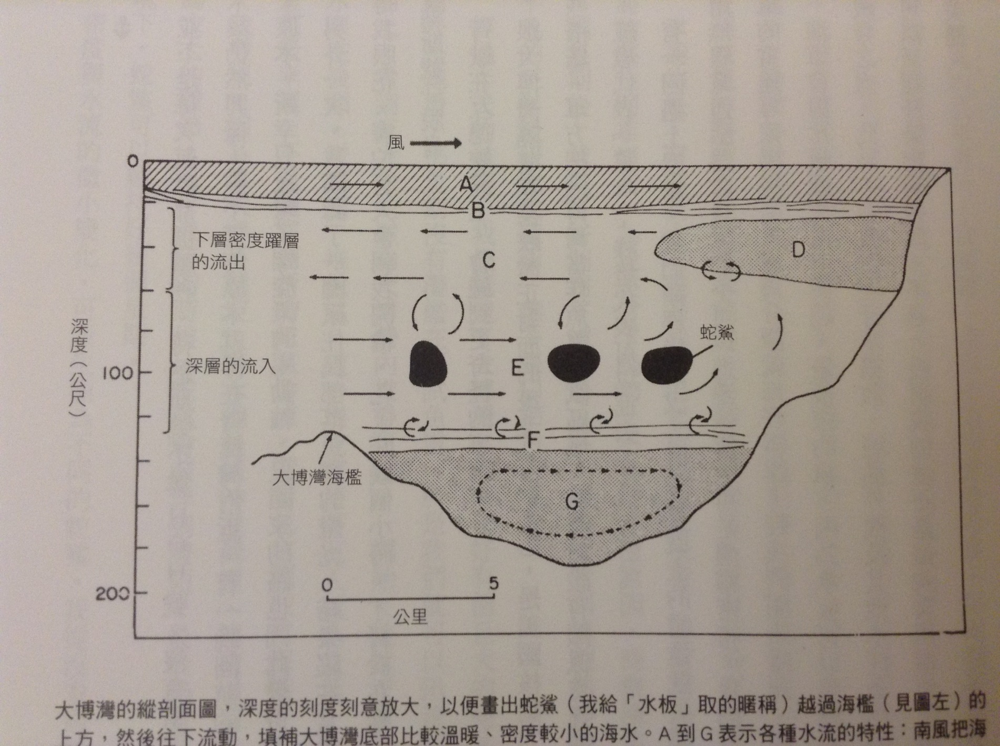 風
0
A
B
下層密度躍層
的流出
C
D
蛇鯊
深度（公尺）
100
深層的流入
E
F
大博灣海檻
G
200
0 5
公里
大博灣的縱剖面圖，深度的刻度刻意放大，以便畫出蛇鯊（我給「水板」取的暱稱）越過海檻（見圖左）的
上方，然後往下流動，填補大博灣底部比較溫暖、密度較小的海水。A 到 G 表示各種水流的特性：南風把海